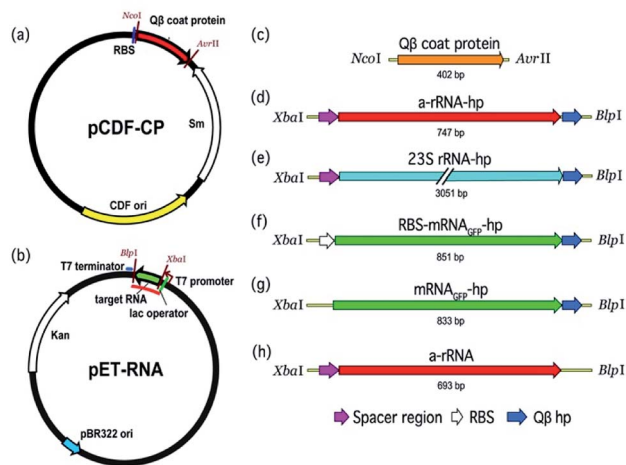 (a)
NcoI
Qβ coat protein
RBS
AvrII
pCDF-CP
Sm
CDF ori
(b)
BlpI
XbaI
T7 terminator
T7 promoter
target RNA
lac operator
Kan
pET-RNA
pBR322 ori
(c)
Qβ coat protein
NcoI
AvrII
402 bp
(d)
a-rRNA-hp
XbaI
BlpI
747 bp
(e)
23S rRNA-hp
XbaI
BlpI
3051 bp
(f)
RBS-mRNAGFP-hp
XbaI
BlpI
851 bp
(g)
mRNAGFP-hp
XbaI
BlpI
833 bp
(h)
a-rRNA
XbaI
BlpI
693 bp
Spacer region
RBS
Qβ hp